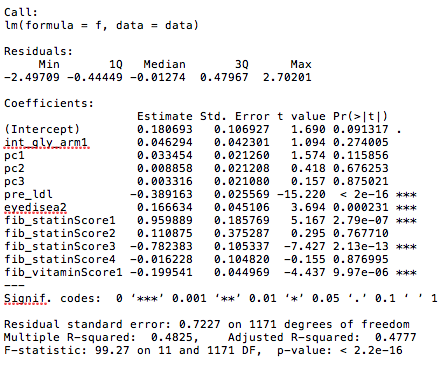 Call:
lm(formula = f, data = data)
Residuals:
Min 1Q Median 3Q Max
-2.49709 -0.44449 -0.01274 0.47967 2.70201
Coefficients:
Estimate Std. Error t value Pr(>|t|)
(Intercept) 0.180693 0.106927 1.690 0.091317 .
int_gly_arm1 0.046294 0.042301 1.094 0.274005
pc1 0.033454 0.021260 1.574 0.115856
pc2 0.008858 0.021208 0.418 0.676253
pc3 0.003316 0.021080 0.157 0.875021
pre_ldl -0.389163 0.025569 -15.220 < 2e-16 ***
eyedisea2 0.166634 0.045106 3.694 0.000231 ***
fib_statinScore1 0.959889 0.185769 5.167 2.79e-07 ***
fib_statinScore2 0.110875 0.375287 0.295 0.767710
fib_statinScore3 -0.782383 0.105337 -7.427 2.13e-13 ***
fib_statinScore4 -0.016228 0.104820 -0.155 0.876995
fib_vitaminScore1 -0.199541 0.044969 -4.437 9.97e-06 ***
---
Signif. codes: 0 ‘***’ 0.001 ‘**’ 0.01 ‘*’ 0.05 ‘.’ 0.1 ‘ ’ 1
Residual standard error: 0.7227 on 1171 degrees of freedom
Multiple R-squared: 0.4825, Adjusted R-squared: 0.4777
F-statistic: 99.27 on 11 and 1171 DF, p-value: < 2.2e-16